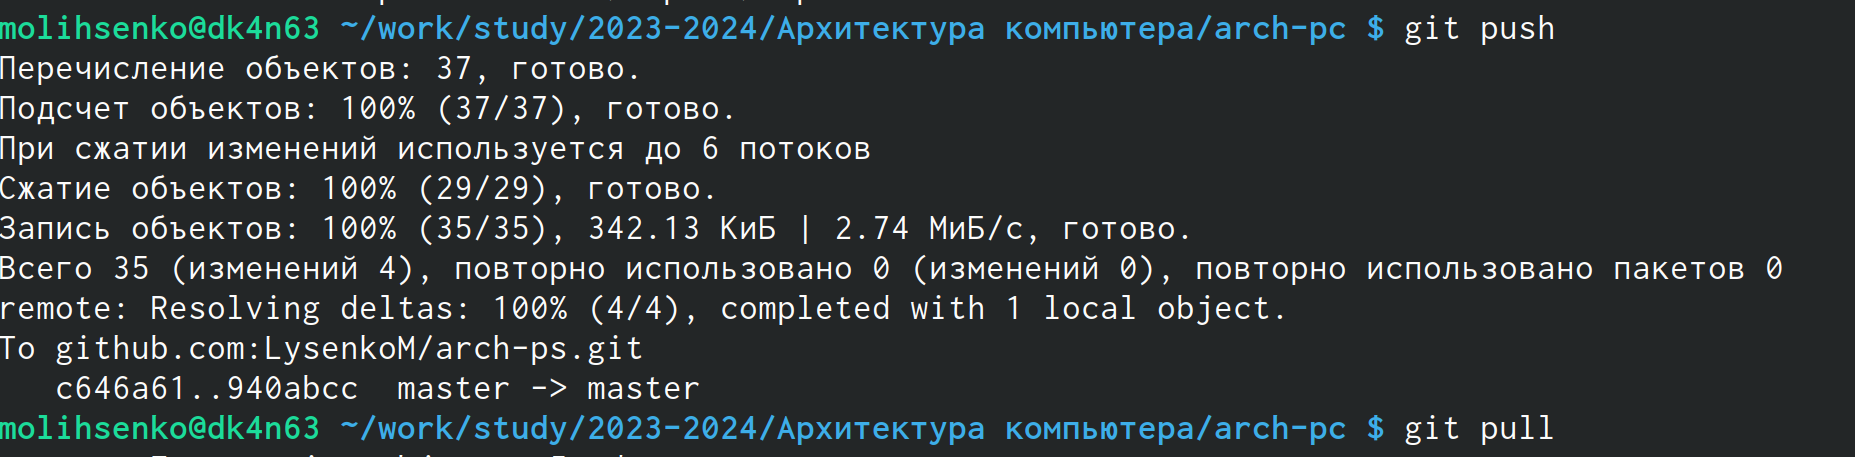 molihsenko@dk4n63 ~/work/study/2023-2024/Архитектура компьютера/arch-pc $ git push
Перечисление объектов: 37, готово.
Подсчет объектов: 100% (37/37), готово.
При сжатии изменений используется до 6 потоков
Сжатие объектов: 100% (29/29), готово.
Запись объектов: 100% (35/35), 342.13 КиБ | 2.74 МиБ/с, готово.
Всего 35 (изменений 4), повторно использовано 0 (изменений 0), повторно использовано пакетов 0
remote: Resolving deltas: 100% (4/4), completed with 1 local object.
To github.com:LysenkoM/arch-ps.git
   c646a61..940abcc  master -> master
molihsenko@dk4n63 ~/work/study/2023-2024/Архитектура компьютера/arch-pc $ git pull